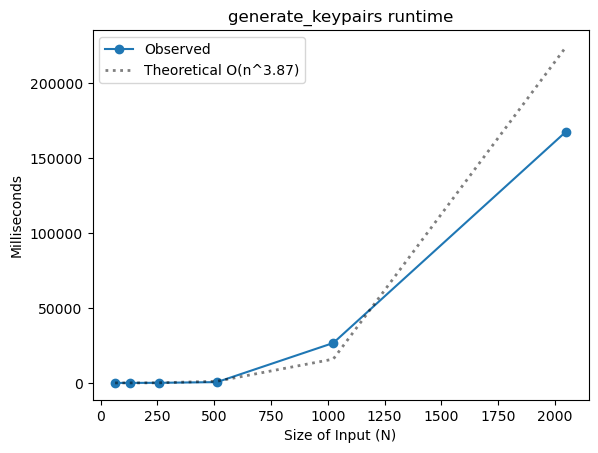 generate_keypairs runtime
Observed
Theoretical O(n^3.87)
200000
150000
100000
50000
0
Milliseconds
0 250 500 750 1000 1250 1500 1750 2000
Size of Input (N)